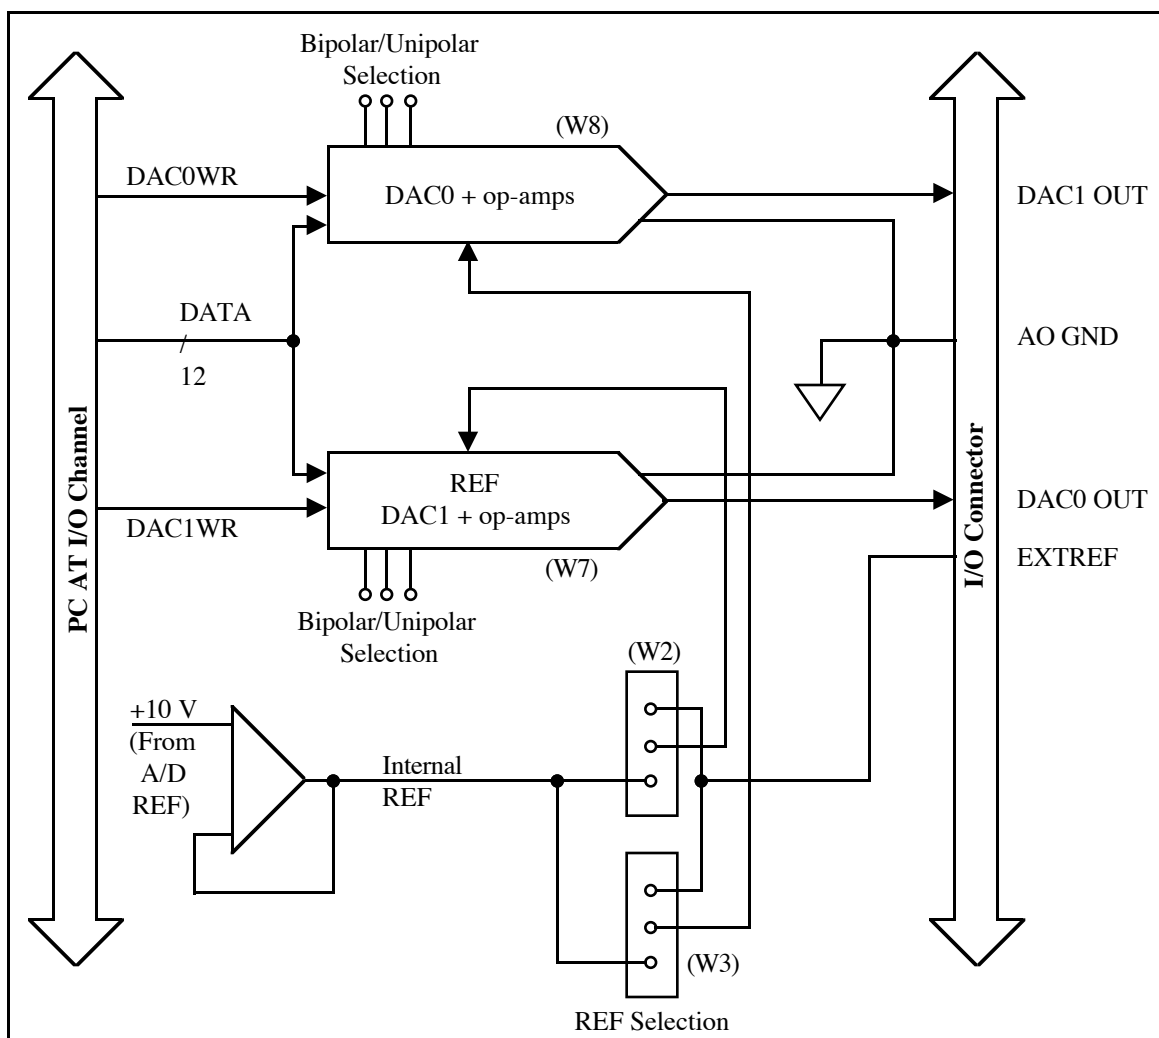 Bipolar/Unipolar
Selection
(W8)
DAC0WR
DAC0 + op-amps
DAC1 OUT
DATA
/
12
AO GND
PC AT I/O Channel
I/O Connector
REF
DAC1 + op-amps
DAC0 OUT
DAC1WR
(W7)
EXTREF
Bipolar/Unipolar
Selection
(W2)
+10 V
(From
A/D
REF)
Internal
REF
(W3)
REF Selection